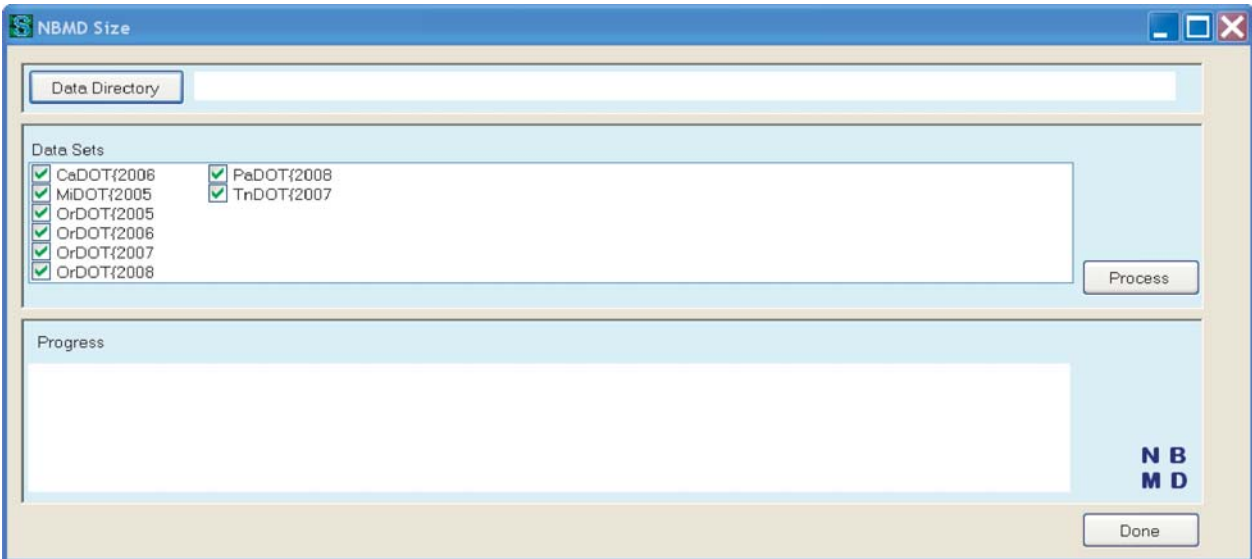 NBMD Size
Data Directory
Data Sets
CaDOT{2006
PaDOT{2008
MiDOT{2005
TnDOT{2007
OrDOT{2005
OrDOT{2006
OrDOT{2007
OrDOT{2008
Process
Progress
N B
M D
Done